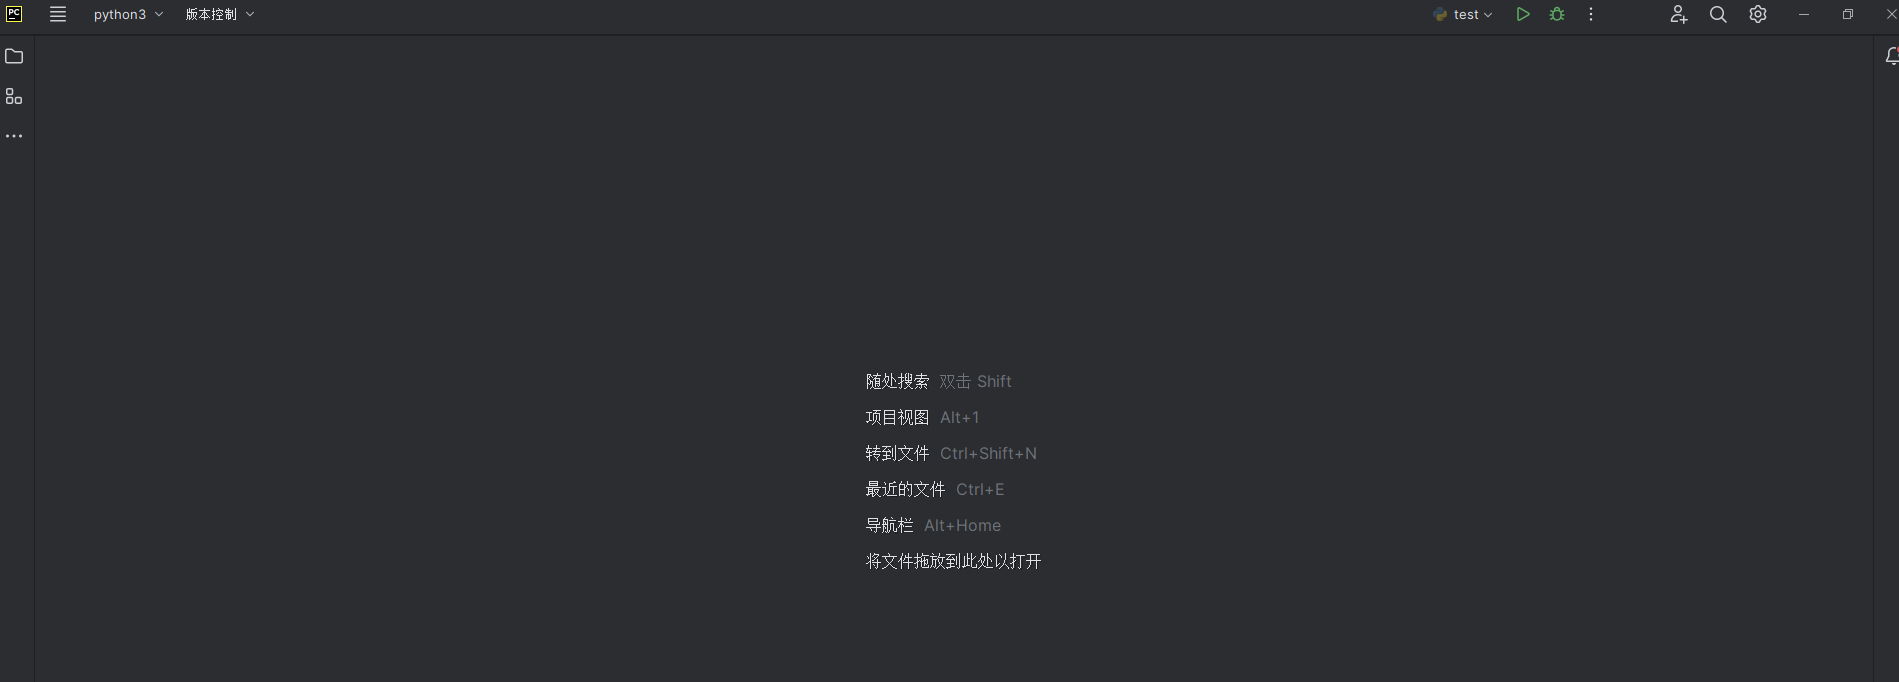 PC
python3
版本控制
test
随处搜索 双击 Shift
项目视图 Alt+1
转到文件 Ctrl+Shift+N
最近的文件 Ctrl+E
导航栏 Alt+Home
将文件拖放到此处以打开